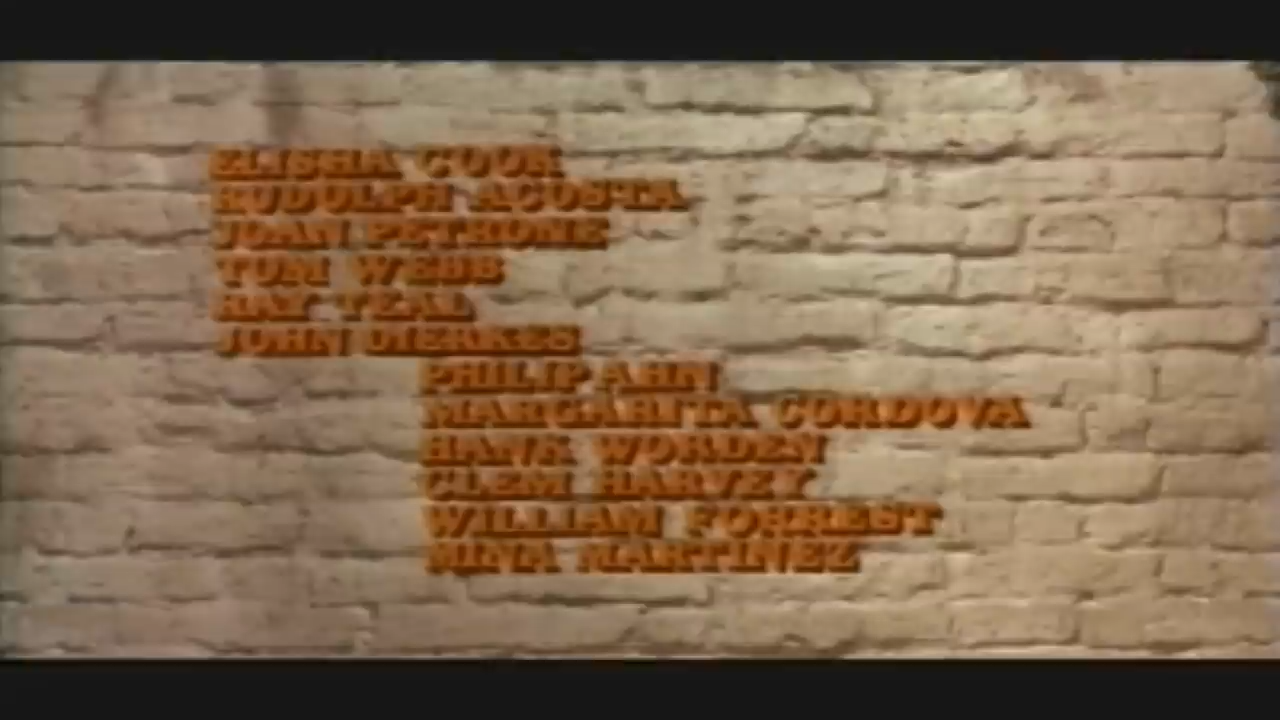 ELISHA COOK
RUDOLPH ACOSTA
JOAN PETRONE
TOM WEBB
RAY TEAL
JOHN DIERKES
PHILIP AHN
MARGARITA CORDOVA
HANK WORDEN
CLEM HARVEY
WILLIAM FORREST
MINA MARTINEZ